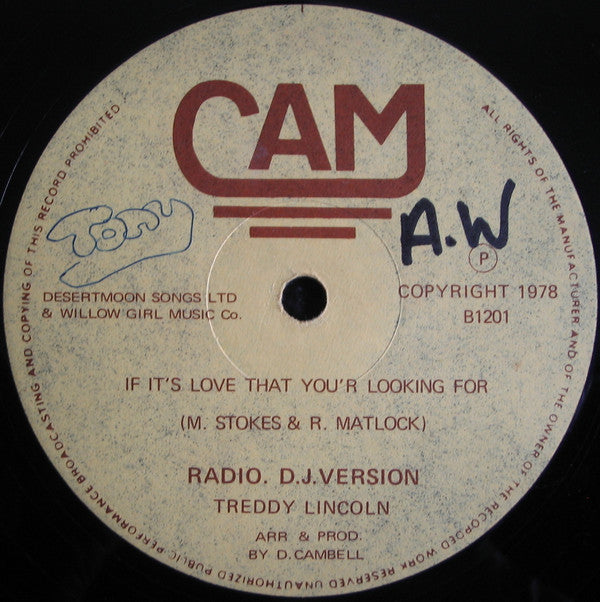 CAM
Tony
A.W
P
DESERTMOON SONGS LTD
& WILLOW GIRL MUSIC Co.
COPYRIGHT 1978
B1201
IF IT'S LOVE THAT YOU'R LOOKING FOR
(M. STOKES & R. MATLOCK)
RADIO. D.J.VERSION
TREDDY LINCOLN
ARR & PROD.
BY D.CAMBELL
ALL RIGHTS OF THE MANUFACTURER AND OF THE OWNER OF THE RECORDED WORK RESERVED UNAUTHORIZED PUBLIC PERFORMANCE BROADCASTING AND COPYING OF THIS RECORD PROHIBITED